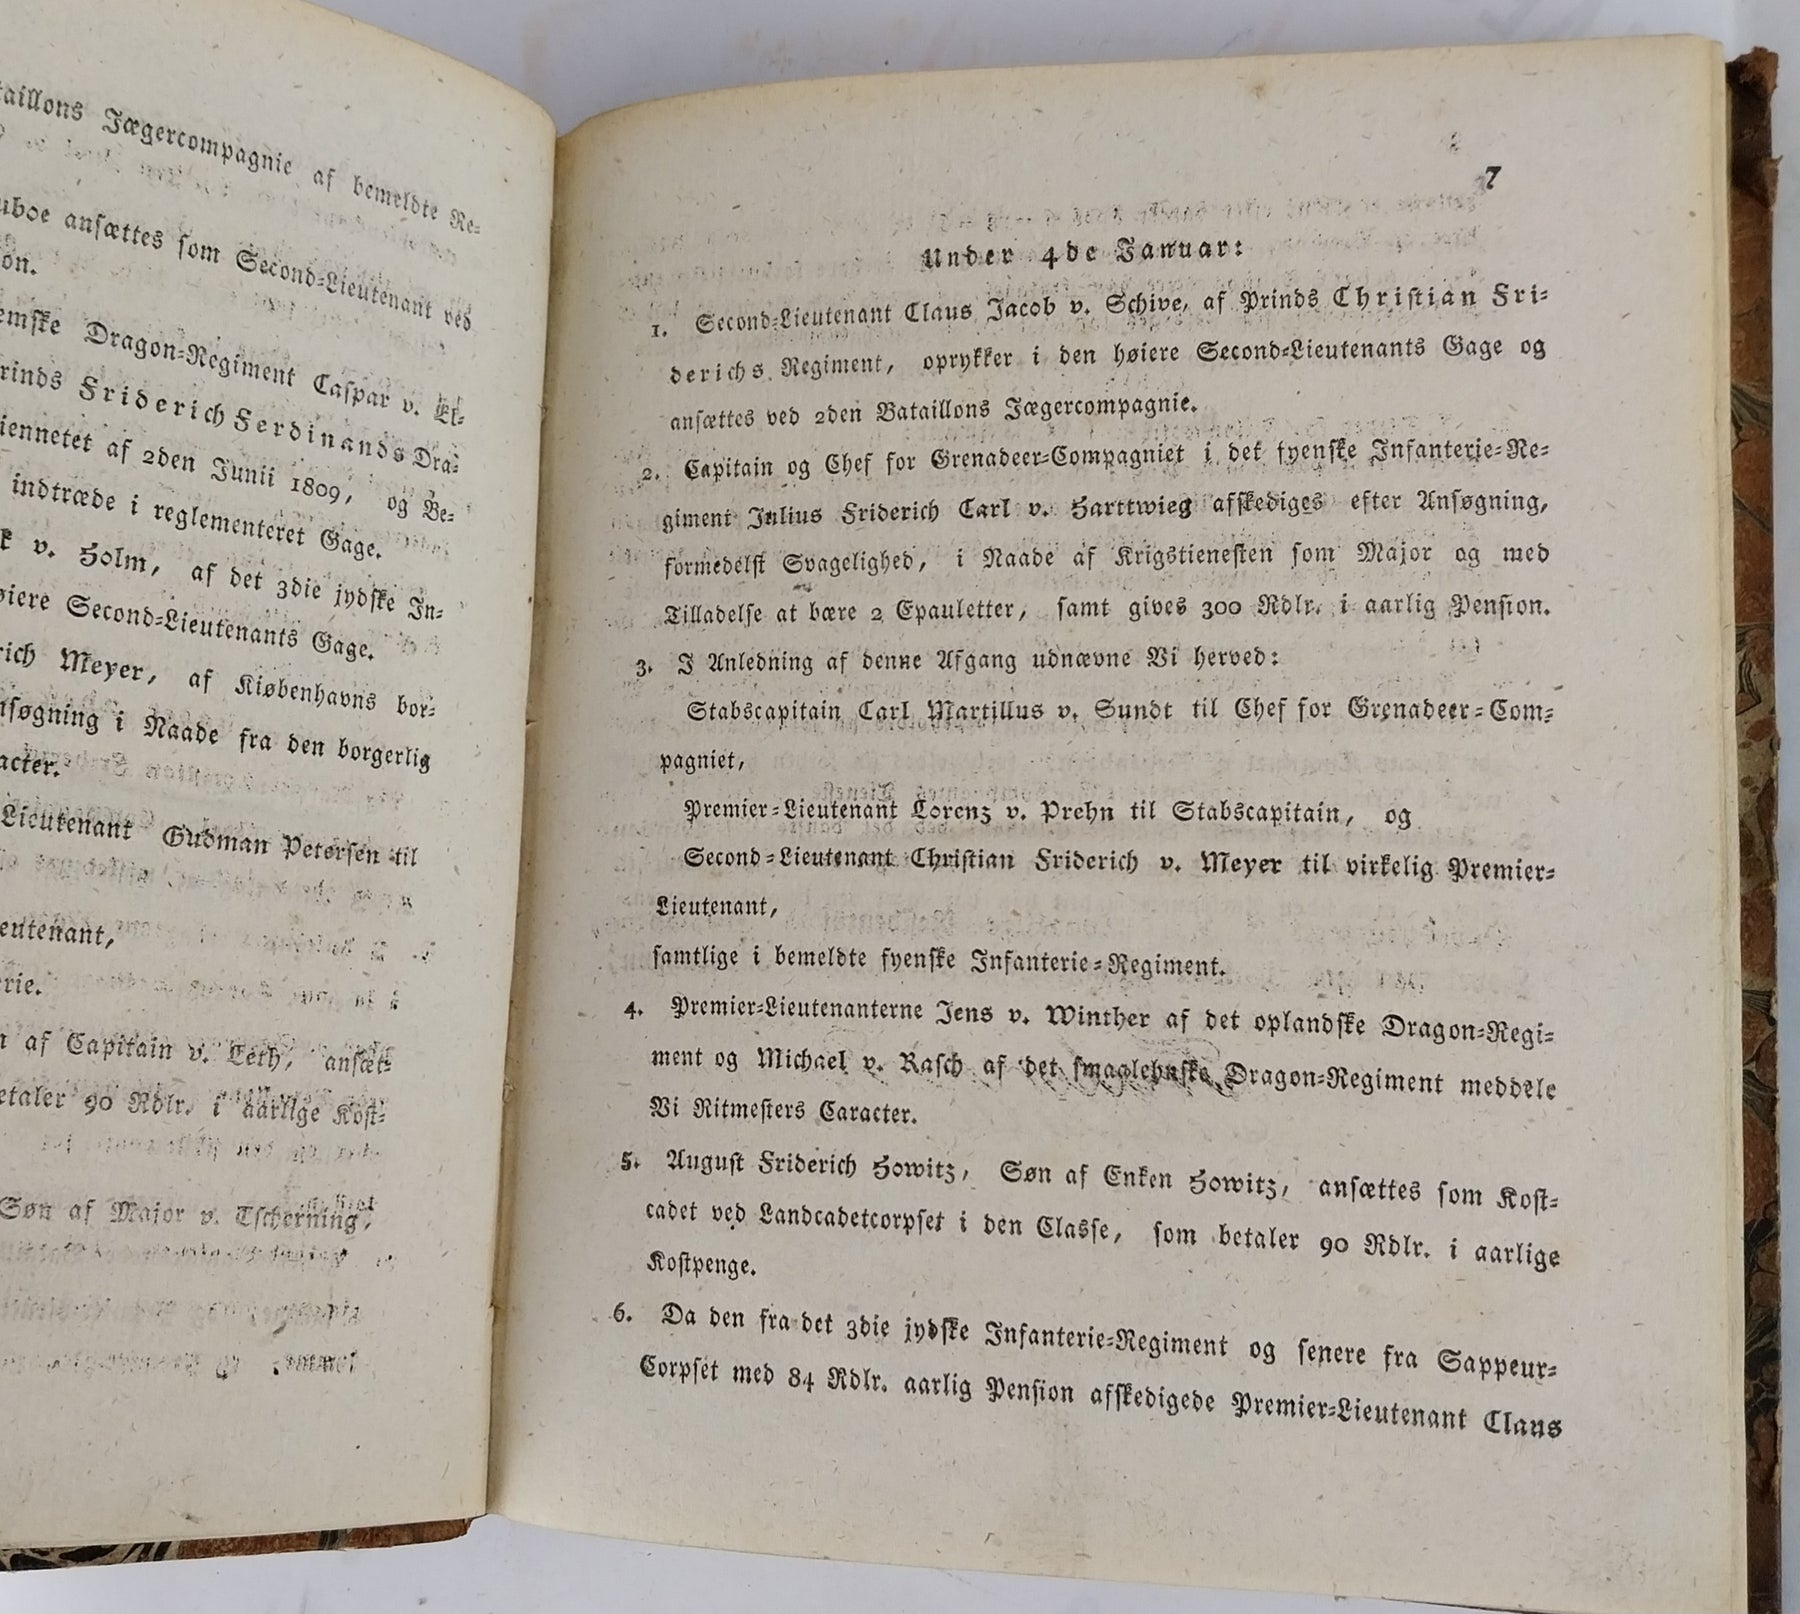 taillons Jægercompagnie af bemeldte Re-
uboe ansættes som Second-Lieutenant ved
on.
emske Dragon-Regiment Caspar v. El-
rinds Friderich Ferdinands Dra-
iennetet af 2den Junii 1809, og Be-
indtræde i reglementeret Gage.
k v. Holm, af det 3die jydske In-
øiere Second-Lieutenants Gage.
rich Meyer, af Kiøbenhavns bor-
nsøgning i Naade fra den borgerlig
acter.
Lieutenant Gudman Petersen til
eutenant,
rie.
n af Capitain v. Teth, ansæt-
etaler 90 Rdlr. i aarlige Kost-
Søn af Major v. Tscherning,
7
Under 4de Januar:
1. Second-Lieutenant Claus Jacob v. Schive, af Prinds Christian Fri-
derichs Regiment, oprykker i den høiere Second-Lieutenants Gage og
ansættes ved 2den Bataillons Jægercompagnie.
2. Capitain og Chef for Grenadeer-Compagniet i det fyenske Infanterie-Re-
giment Julius Friderich Carl v. Harttwieg afskediges efter Ansøgning,
formedelst Svagelighed, i Naade af Krigstienesten som Major og med
Tilladelse at bære 2 Epauletter, samt gives 300 Rdlr. i aarlig Pension.
3. I Anledning af denne Afgang udnævne Vi herved:
Stabscapitain Carl Martillus v. Sundt til Chef for Grenadeer-Com-
pagniet,
Premier-Lieutenant Lorenz v. Prehn til Stabscapitain, og
Second-Lieutenant Christian Friderich v. Meyer til virkelig Premier-
Lieutenant,
samtlige i bemeldte fyenske Infanterie-Regiment.
4. Premier-Lieutenanterne Jens v. Winther af det oplandske Dragon-Regi-
ment og Michael v. Rasch af det smaalehnske Dragon-Regiment meddele
Vi Ritmesters Caracter.
5. August Friderich Howitz, Søn af Enken Howitz, ansættes som Kost-
cadet ved Landcadetcorpset i den Classe, som betaler 90 Rdlr. i aarlige
Kostpenge.
6. Da den fra det 3die jydske Infanterie-Regiment og senere fra Sappeur-
Corpset med 84 Rdlr. aarlig Pension afskedigede Premier-Lieutenant Claus